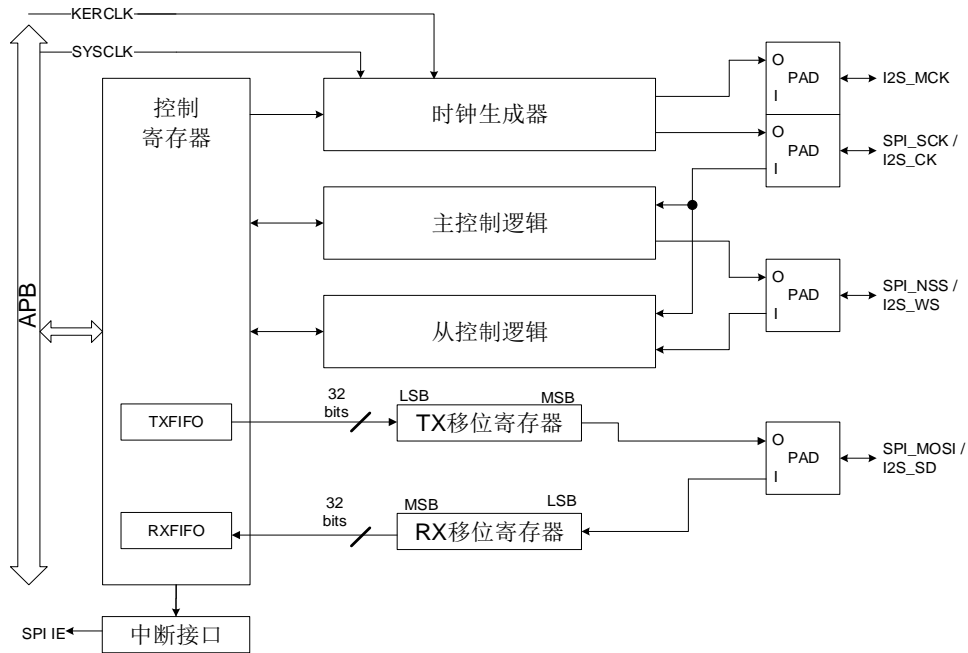 KERCLK
SYSCLK
APB
控制
寄存器
时钟生成器
O
PAD
I
I2S_MCK
O
PAD
I
SPI_SCK /
I2S_CK
主控制逻辑
O
PAD
I
SPI_NSS /
I2S_WS
从控制逻辑
TXFIFO
32
bits
LSB
MSB
TX移位寄存器
O
PAD
I
SPI_MOSI /
I2S_SD
RXFIFO
32
bits
MSB
LSB
RX移位寄存器
SPI IE
中断接口